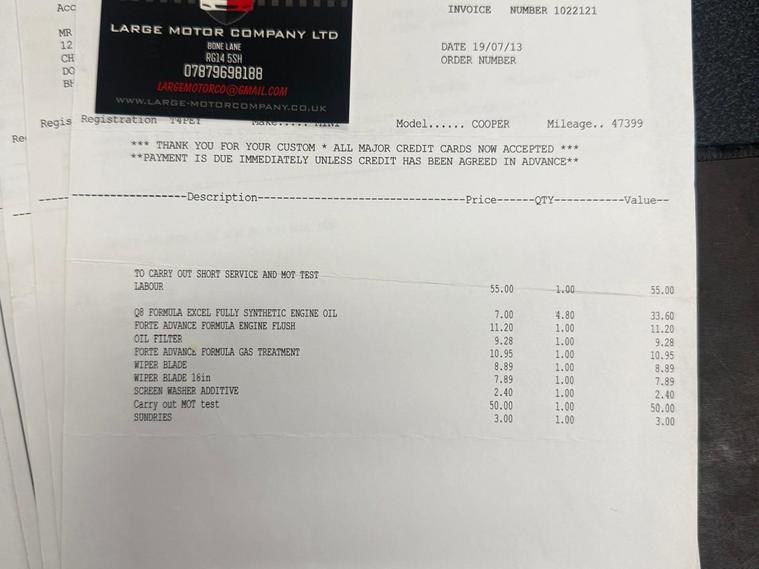 Acc
INVOICE NUMBER 1022121
MR
12
CH
DO
BH
LARGE MOTOR COMPANY LTD
BONE LANE
RG14 5SH
07879698188
LARGEMOTORCO@GMAIL.COM
WWW.LARGE-MOTORCOMPANY.CO.UK
DATE 19/07/13
ORDER NUMBER
Re
Regis
Registration T4PEY Make..... MINI Model...... COOPER Mileage.. 47399
*** THANK YOU FOR YOUR CUSTOM * ALL MAJOR CREDIT CARDS NOW ACCEPTED ***
**PAYMENT IS DUE IMMEDIATELY UNLESS CREDIT HAS BEEN AGREED IN ADVANCE**
-----------------Description------------------------------Price------QTY-----------Value--
TO CARRY OUT SHORT SERVICE AND MOT TEST
LABOUR 55.00 1.00 55.00
Q8 FORMULA EXCEL FULLY SYNTHETIC ENGINE OIL 7.00 4.80 33.60
FORTE ADVANCE FORMULA ENGINE FLUSH 11.20 1.00 11.20
OIL FILTER 9.28 1.00 9.28
FORTE ADVANCE FORMULA GAS TREATMENT 10.95 1.00 10.95
WIPER BLADE 8.89 1.00 8.89
WIPER BLADE 18in 7.89 1.00 7.89
SCREEN WASHER ADDITIVE 2.40 1.00 2.40
Carry out MOT test 50.00 1.00 50.00
SUNDRIES 3.00 1.00 3.00